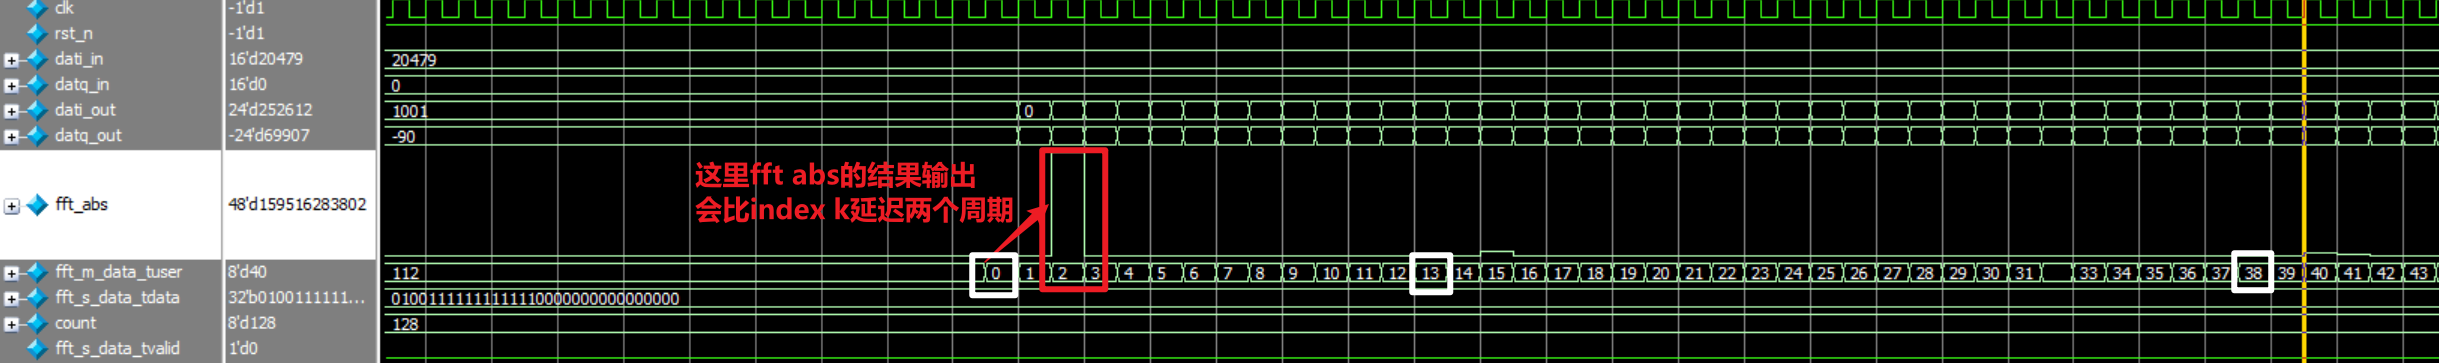 clk -1'd1
rst_n -1'd1
dati_in 16'd20479 20479
datq_in 16'd0 0
dati_out 24'd252612 1001 0
datq_out -24'd69907 -90
这里fft abs的结果输出
会比index k延迟两个周期
fft_abs 48'd159516283802
fft_m_data_tuser 8'd40 112 0 1 2 3 4 5 6 7 8 9 10 11 12 13 14 15 16 17 18 19 20 21 22 23 24 25 26 27 28 29 30 31 33 34 35 36 37 38 39 40 41 42 43
fft_s_data_tdata 32'b0100111111... 01001111111111110000000000000000
count 8'd128 128
fft_s_data_tvalid 1'd0